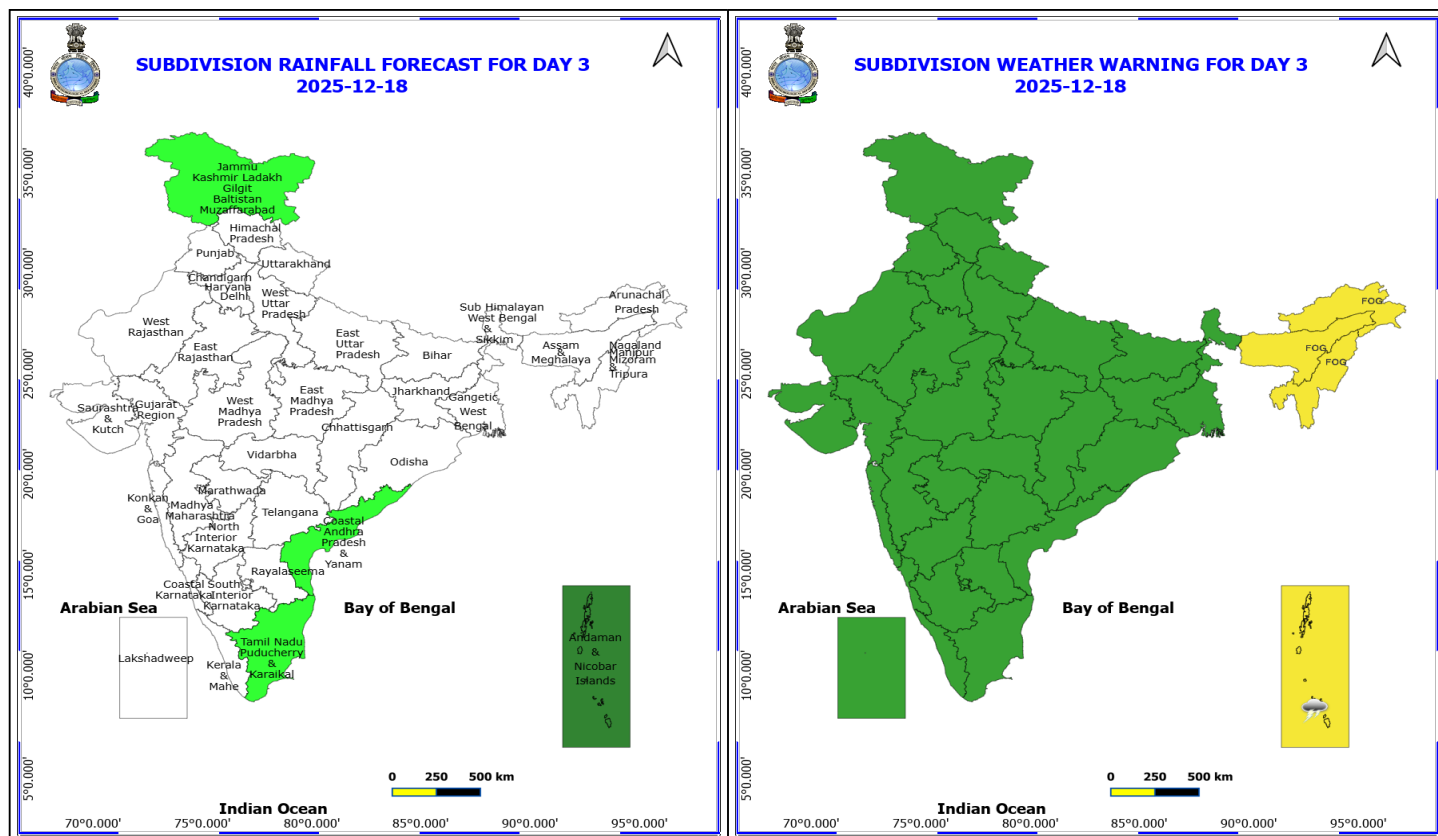 SUBDIVISION RAINFALL FORECAST FOR DAY 3
2025-12-18
40°0.000'
35°0.000'
30°0.000'
25°0.000'
20°0.000'
15°0.000'
10°0.000'
5°0.000'
Jammu
Kashmir Ladakh
Gilgit
Baltistan
Muzaffarabad
Himachal
Pradesh
Punjab
Uttarakhand
Chandigarh
Haryana
Delhi
West
Uttar
Pradesh
West
Rajasthan
East
Rajasthan
East
Uttar
Pradesh
Bihar
Sub Himalayan
West Bengal
&
Sikkim
Arunachal
Pradesh
Assam
&
Meghalaya
Nagaland
Manipur
Mizoram
&
Tripura
Saurashtra
&
Kutch
Gujarat
Region
West
Madhya
Pradesh
East
Madhya
Pradesh
Jharkhand
Gangetic
West
Bengal
Chhattisgarh
Vidarbha
Odisha
Konkan
&
Goa
Madhya
Maharashtra
Marathwada
Telangana
North
Interior
Karnataka
Coastal
Andhra
Pradesh
&
Yanam
Rayalaseema
Coastal
Karnataka
South
Interior
Karnataka
Arabian Sea
Bay of Bengal
Lakshadweep
Kerala
&
Mahe
Tamil Nadu
Puducherry
&
Karaikal
Andaman
&
Nicobar
Islands
0 250 500 km
Indian Ocean
70°0.000' 75°0.000' 80°0.000' 85°0.000' 90°0.000' 95°0.000'
SUBDIVISION WEATHER WARNING FOR DAY 3
2025-12-18
40°0.000'
35°0.000'
30°0.000'
25°0.000'
20°0.000'
15°0.000'
10°0.000'
5°0.000'
FOG
FOG
FOG
Arabian Sea
Bay of Bengal
0 250 500 km
Indian Ocean
70°0.000' 75°0.000' 80°0.000' 85°0.000' 90°0.000' 95°0.000'